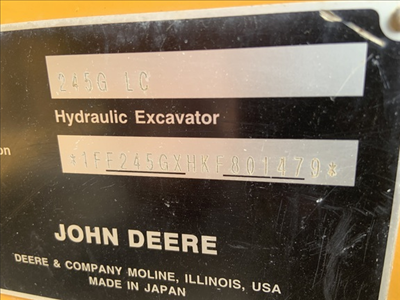 245G LC
Hydraulic Excavator
on
*1FF245GXHKF801479*
JOHN DEERE
DEERE & COMPANY MOLINE, ILLINOIS, USA
MADE IN JAPAN